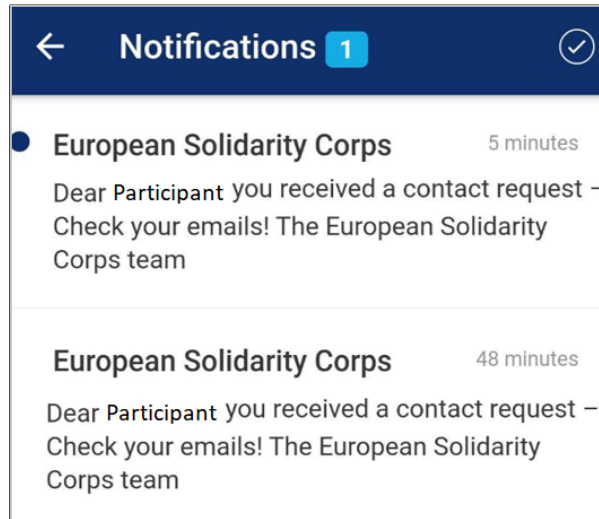 Notifications 1
European Solidarity Corps 5 minutes
Dear Participant you received a contact request –
Check your emails! The European Solidarity
Corps team
European Solidarity Corps 48 minutes
Dear Participant you received a contact request –
Check your emails! The European Solidarity
Corps team